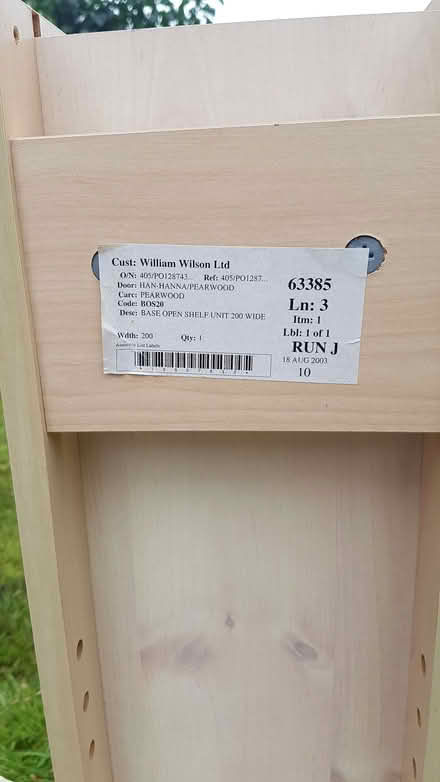 Cust: William Wilson Ltd
O/N: 405/PO128743... Ref: 405/PO1287...
Door: HAN-HANNA/PEARWOOD
Carc: PEARWOOD
Code: BOS20
Desc: BASE OPEN SHELF UNIT 200 WIDE
Wdth: 200 Qty: 1
63385
Ln: 3
Itm: 1
Lbl: 1 of 1
RUN J
18 AUG 2003
10